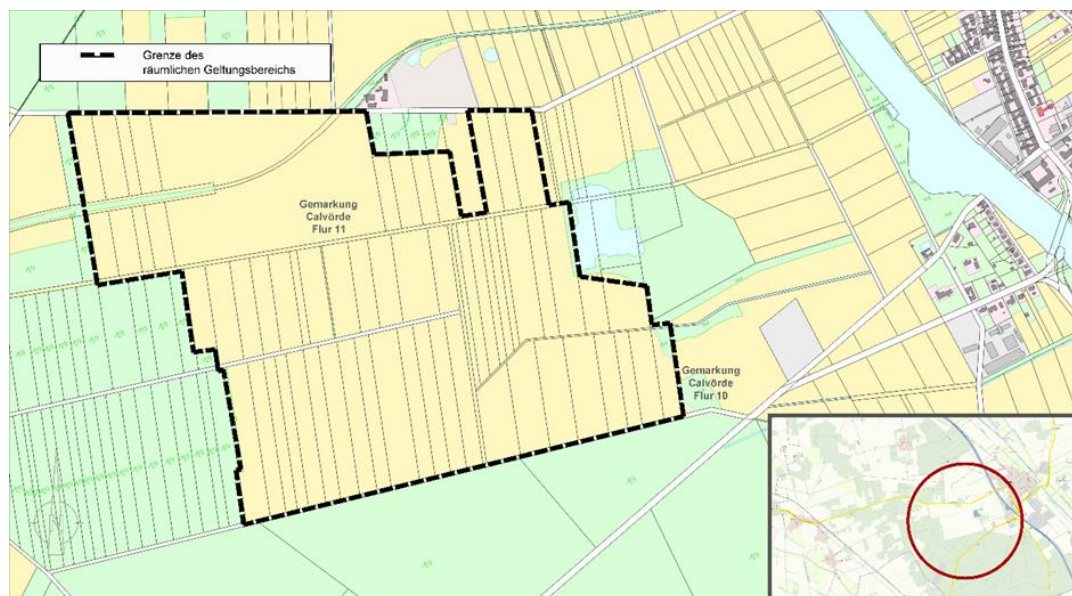 Grenze des
räumlichen Geltungsbereichs
Gemarkung
Calvörde
Flur 11
Gemarkung
Calvörde
Flur 10